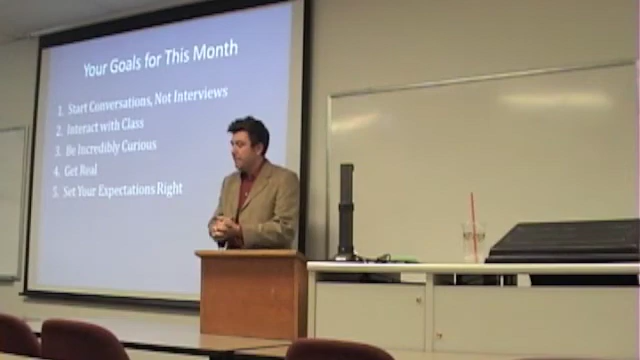 Your Goals for This Month
1. Start Conversations, Not Interviews
2. Interact with Class
3. Be Incredibly Curious
4. Get Real
5. Set Your Expectations Right